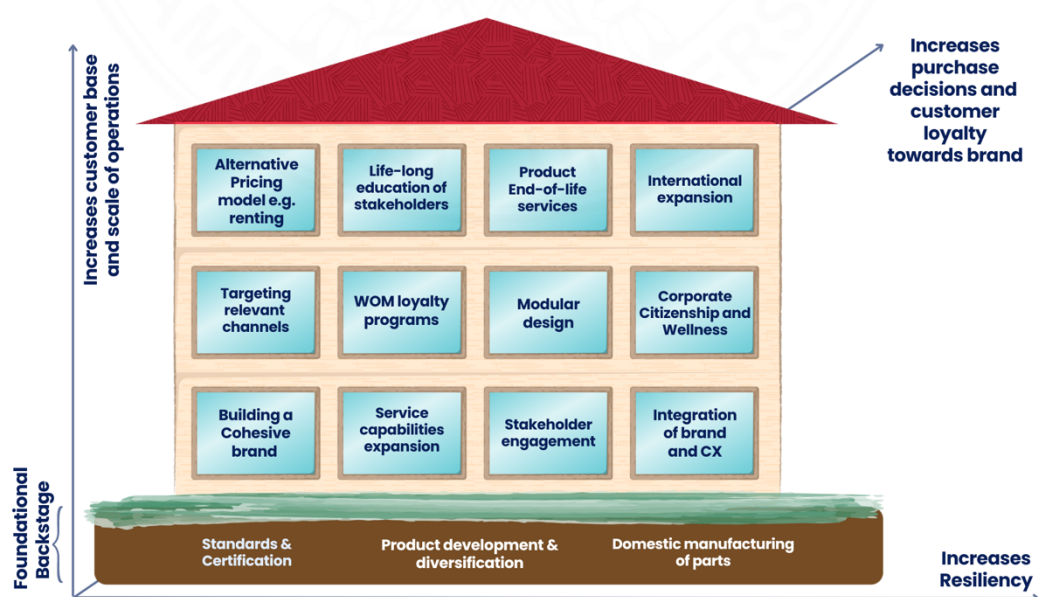 Increases customer base
and scale of operations
Increases
purchase
decisions and
customer
loyalty
towards brand
Alternative
Pricing
model e.g.
renting
Life-long
education of
stakeholders
Product
End-of-life
services
International
expansion
Targeting
relevant
channels
WOM loyalty
programs
Modular
design
Corporate
Citizenship and
Wellness
Building a
Cohesive
brand
Service
capabilities
expansion
Stakeholder
engagement
Integration
of brand
and CX
Foundational
Backstage
Standards &
Certification
Product development &
diversification
Domestic manufacturing
of parts
Increases
Resiliency